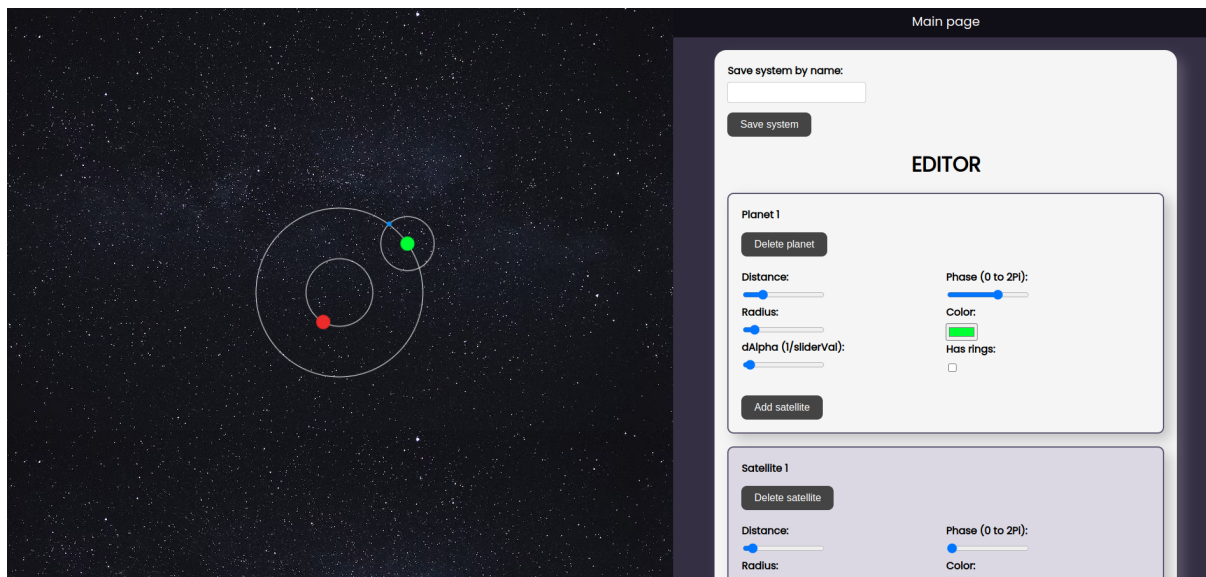 Main page
Save system by name:
Save system
EDITOR
Planet 1
Delete planet
Distance:
Phase (0 to 2Pi):
Radius:
Color:
dAlpha (1/sliderVal):
Has rings:
Add satellite
Satellite 1
Delete satellite
Distance:
Phase (0 to 2Pi):
Radius:
Color: